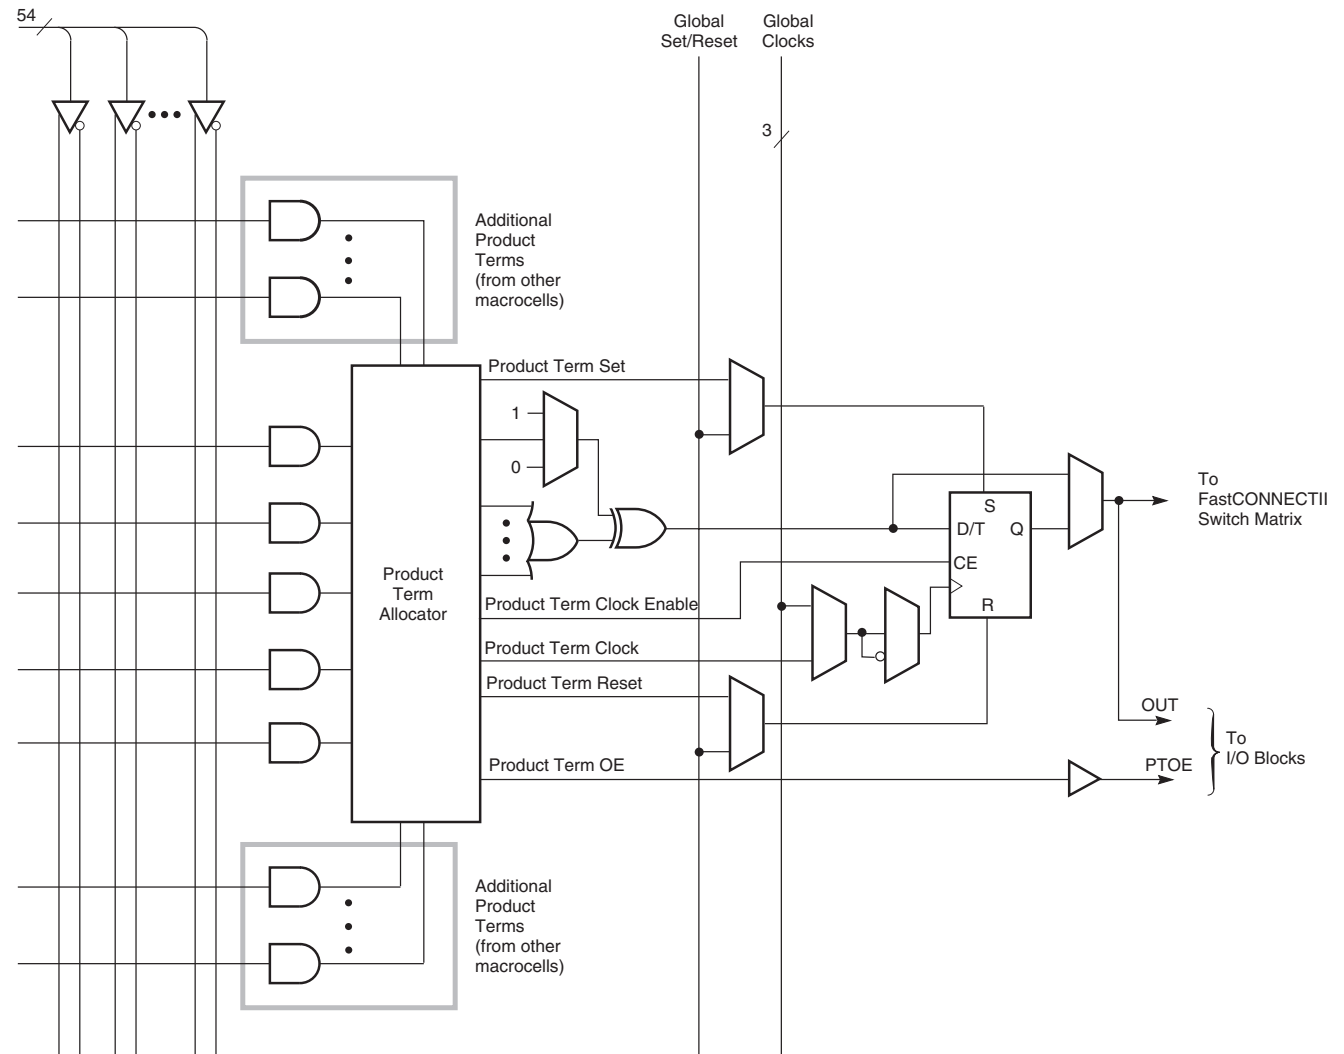 54
Global
Set/Reset
Global
Clocks
3
Additional
Product
Terms
(from other
macrocells)
Product Term Set
1
0
Product
Term
Allocator
To
FastCONNECTII
Switch Matrix
S
D/T
Q
CE
R
Product Term Clock Enable
Product Term Clock
Product Term Reset
Product Term OE
OUT
PTOE
To
I/O Blocks
Additional
Product
Terms
(from other
macrocells)